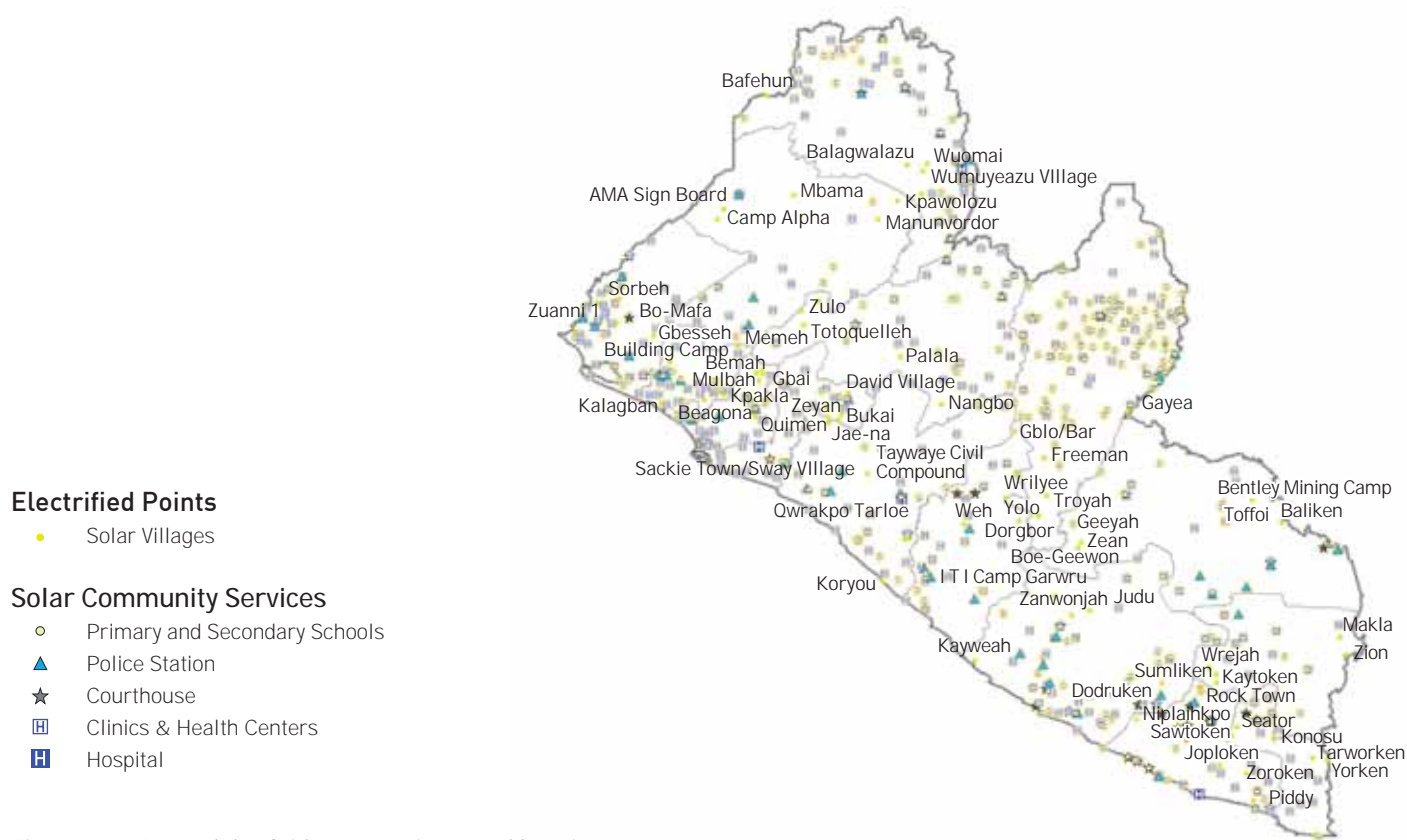 Electrified Points
Solar Villages
Solar Community Services
Primary and Secondary Schools
Police Station
Courthouse
H Clinics & Health Centers
H Hospital
Bafehun
Balagwalazu
Wuomai
Wumuyeazu VIllage
AMA Sign Board
Mbama
Kpawolozu
Camp Alpha
Manunvordor
Sorbeh
Zuanni 1
Bo-Mafa
Zulo
Gbesseh
Memeh
Totoquelleh
Building Camp
Bemah
Palala
Mulbah
Gbai
David Village
Kalagban
Kpakla
Zeyan
Nangbo
Gayea
Beagona
Quimen
Bukai
Jae-na
Gblo/Bar
Sackie Town/Sway VIllage
Taywaye Civil
Compound
Freeman
Wrilyee
Bentley Mining Camp
Qwrakpo
Tarloe
Weh
Yolo
Troyah
Toffoi
Baliken
Dorgbor
Geeyah
Zean
Boe-Geewon
Koryou
I T I Camp
Garwru
Zanwonjah
Judu
Makla
Kayweah
Wrejah
Zion
Sumliken
Kaytoken
Dodruken
Rock Town
Niplainkpo
Seator
Sawtoken
Konosu
Joploken
Tarworken
Zoroken
Yorken
Piddy